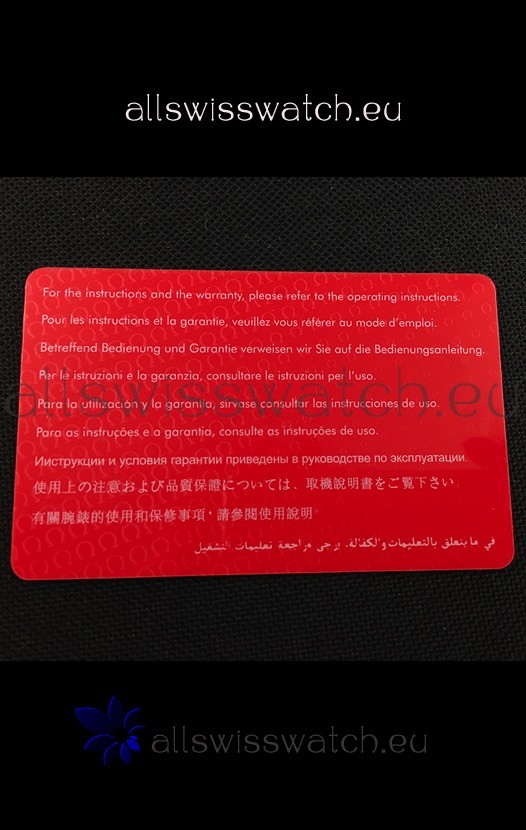 allswisswatch.eu
For the instructions and the warranty, please refer to the operating instructions.
Pour les instructions et la garantie, veuillez vous référer au mode d'emploi.
Betreffend Bedienung und Garantie verweisen wir Sie auf die Bedienungsanleitung.
Per le istruzioni e la garanzia, consultare le istruzioni per l'uso.
allswisswatch.eu
Para la utilización y la garantía, sírvase consultar las instrucciones de uso.
Para as instruções e a garantia, consulte as instruções de uso.
Инструкции и условия гарантии приведены в руководстве по эксплуатации.
使用上の注意および品質保證については、取機說明書をご覧下さい
有關腕錶的使用和保修事項，請參閱使用說明
في ما يتعلق بالتعليمات والكفالة، يرجى مراجعة تعليمات التشغيل
allswisswatch.eu